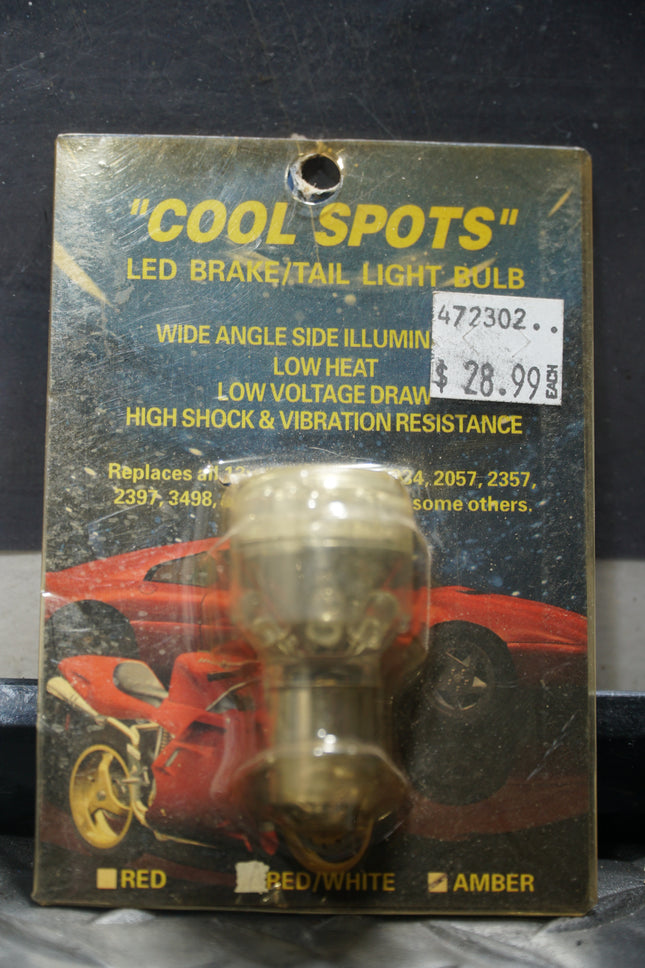 "COOL SPOTS"
LED BRAKE/TAIL LIGHT BULB
472302..
$ 28.99 EACH
WIDE ANGLE SIDE ILLUMIN
LOW HEAT
LOW VOLTAGE DRAW
HIGH SHOCK & VIBRATION RESISTANCE
Replaces all 2057, 2357,
2397, 3498, some others.
RED
RED/WHITE
AMBER